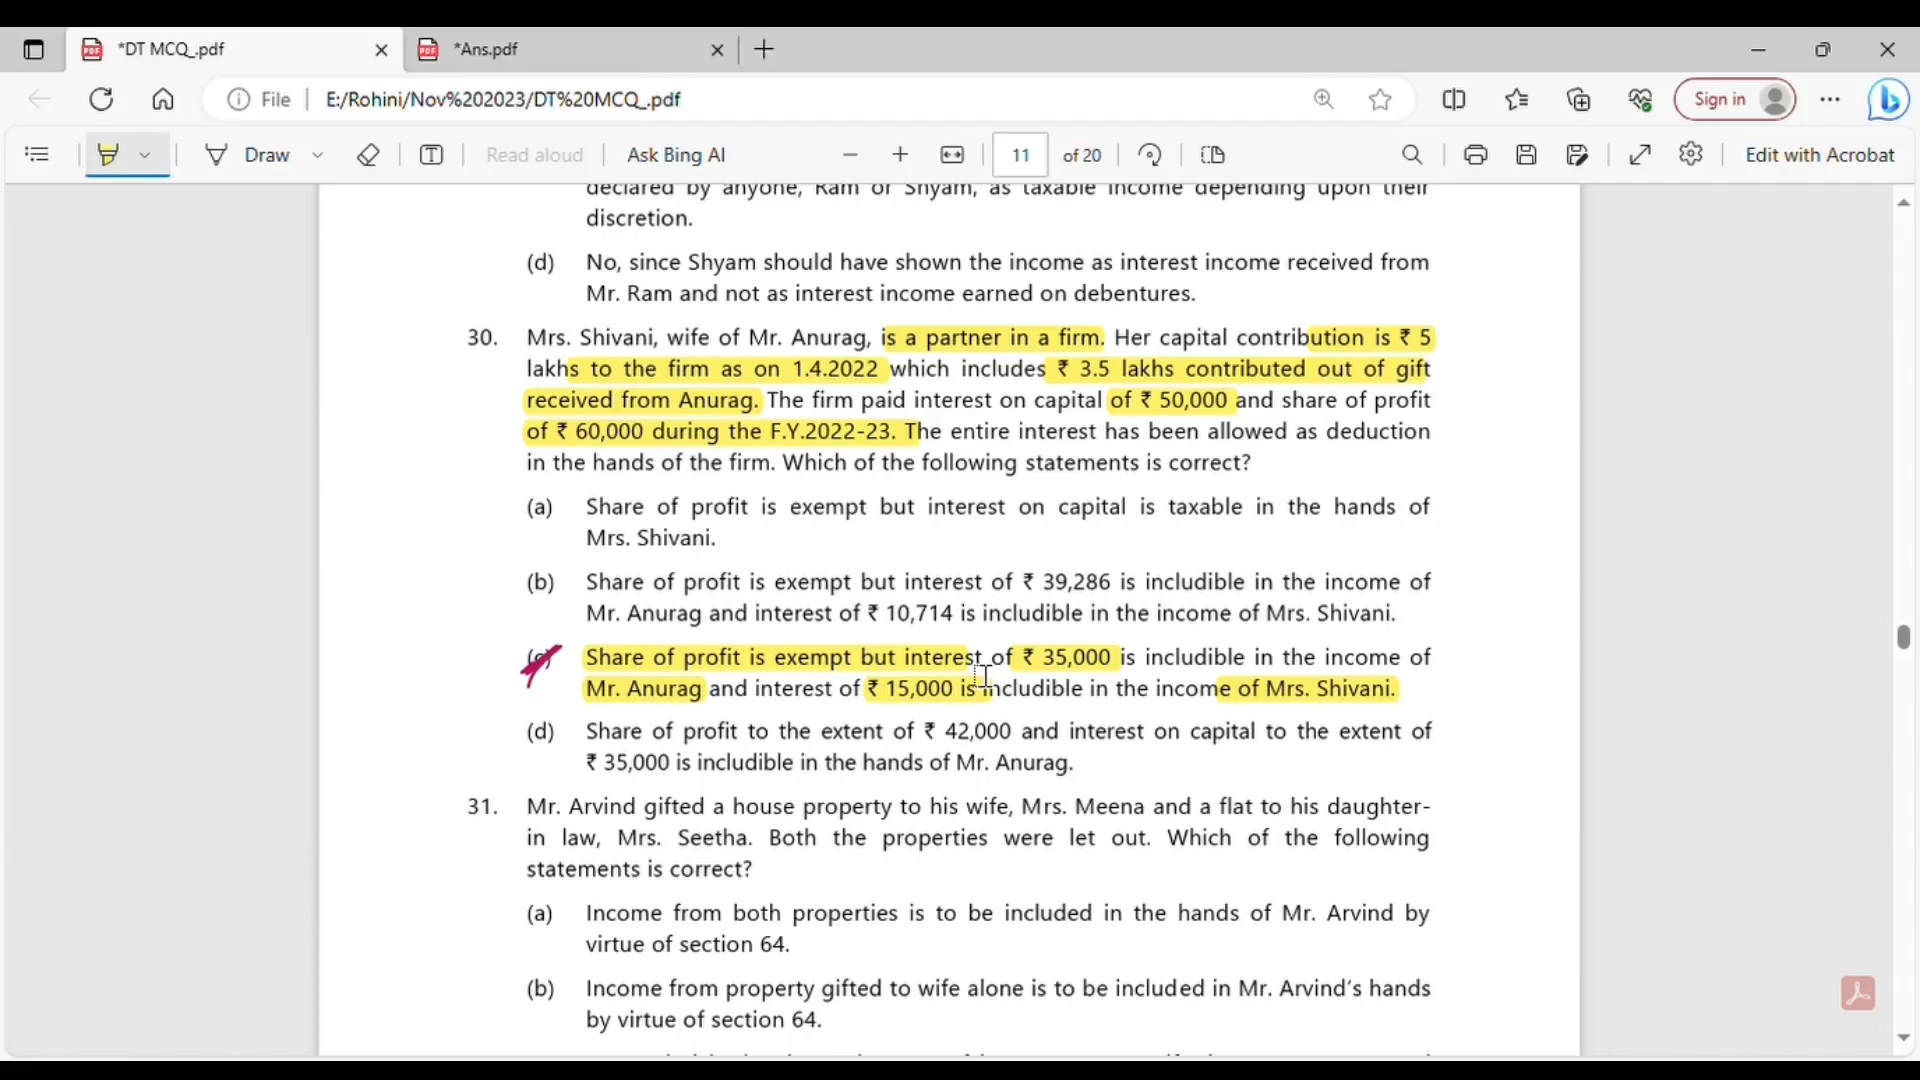 *DT MCQ_.pdf
*Ans.pdf
File
E:/Rohini/Nov%202023/DT%20MCQ_.pdf
Sign in
Draw
Read aloud
Ask Bing AI
11
of 20
Edit with Acrobat
declared by anyone, Ram or Shyam, as taxable income depending upon their
discretion.
(d) No, since Shyam should have shown the income as interest income received from
Mr. Ram and not as interest income earned on debentures.
30. Mrs. Shivani, wife of Mr. Anurag, is a partner in a firm. Her capital contribution is ₹ 5
lakhs to the firm as on 1.4.2022 which includes ₹ 3.5 lakhs contributed out of gift
received from Anurag. The firm paid interest on capital of ₹ 50,000 and share of profit
of ₹ 60,000 during the F.Y.2022-23. The entire interest has been allowed as deduction
in the hands of the firm. Which of the following statements is correct?
(a) Share of profit is exempt but interest on capital is taxable in the hands of
Mrs. Shivani.
(b) Share of profit is exempt but interest of ₹ 39,286 is includible in the income of
Mr. Anurag and interest of ₹ 10,714 is includible in the income of Mrs. Shivani.
(c) Share of profit is exempt but interest of ₹ 35,000 is includible in the income of
Mr. Anurag and interest of ₹ 15,000 is includible in the income of Mrs. Shivani.
(d) Share of profit to the extent of ₹ 42,000 and interest on capital to the extent of
₹ 35,000 is includible in the hands of Mr. Anurag.
31. Mr. Arvind gifted a house property to his wife, Mrs. Meena and a flat to his daughter-
in law, Mrs. Seetha. Both the properties were let out. Which of the following
statements is correct?
(a) Income from both properties is to be included in the hands of Mr. Arvind by
virtue of section 64.
(b) Income from property gifted to wife alone is to be included in Mr. Arvind's hands
by virtue of section 64.